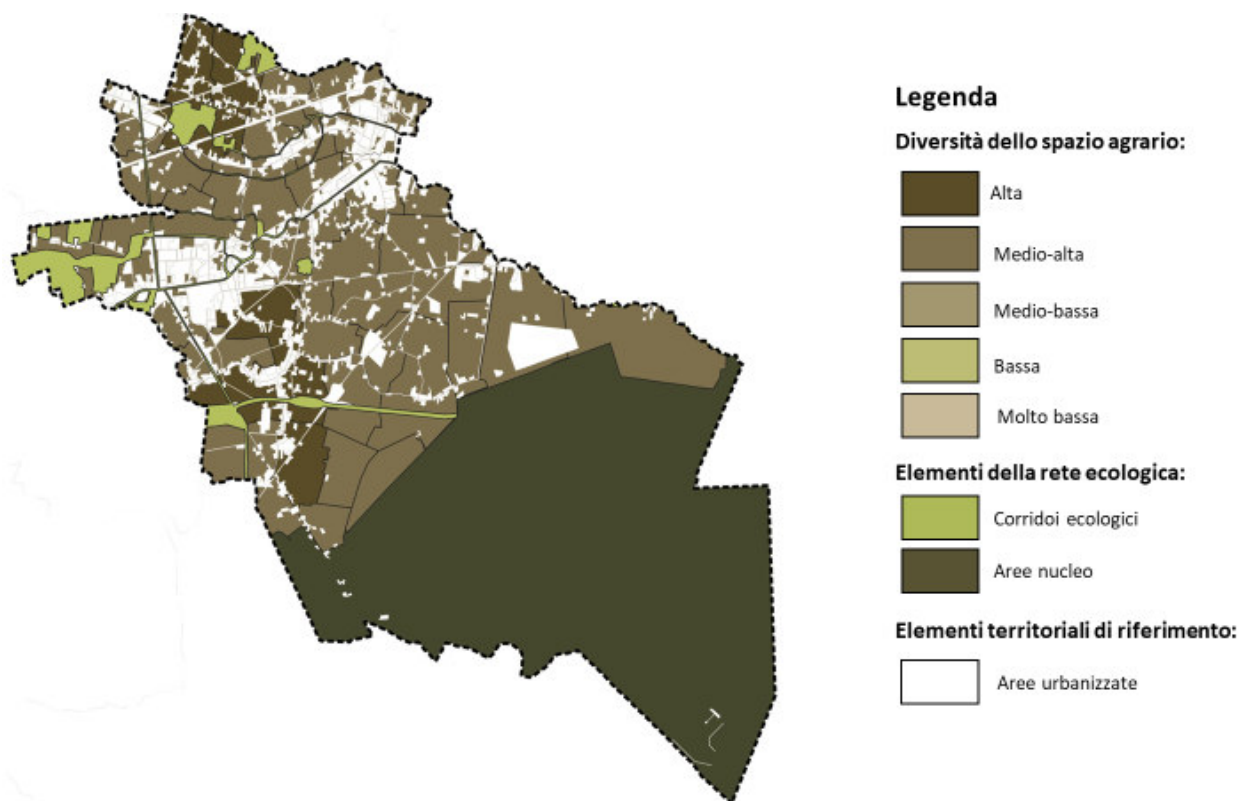 Legenda
Diversità dello spazio agrario:
Alta
Medio-alta
Medio-bassa
Bassa
Molto bassa
Elementi della rete ecologica:
Corridoi ecologici
Aree nucleo
Elementi territoriali di riferimento:
Aree urbanizzate